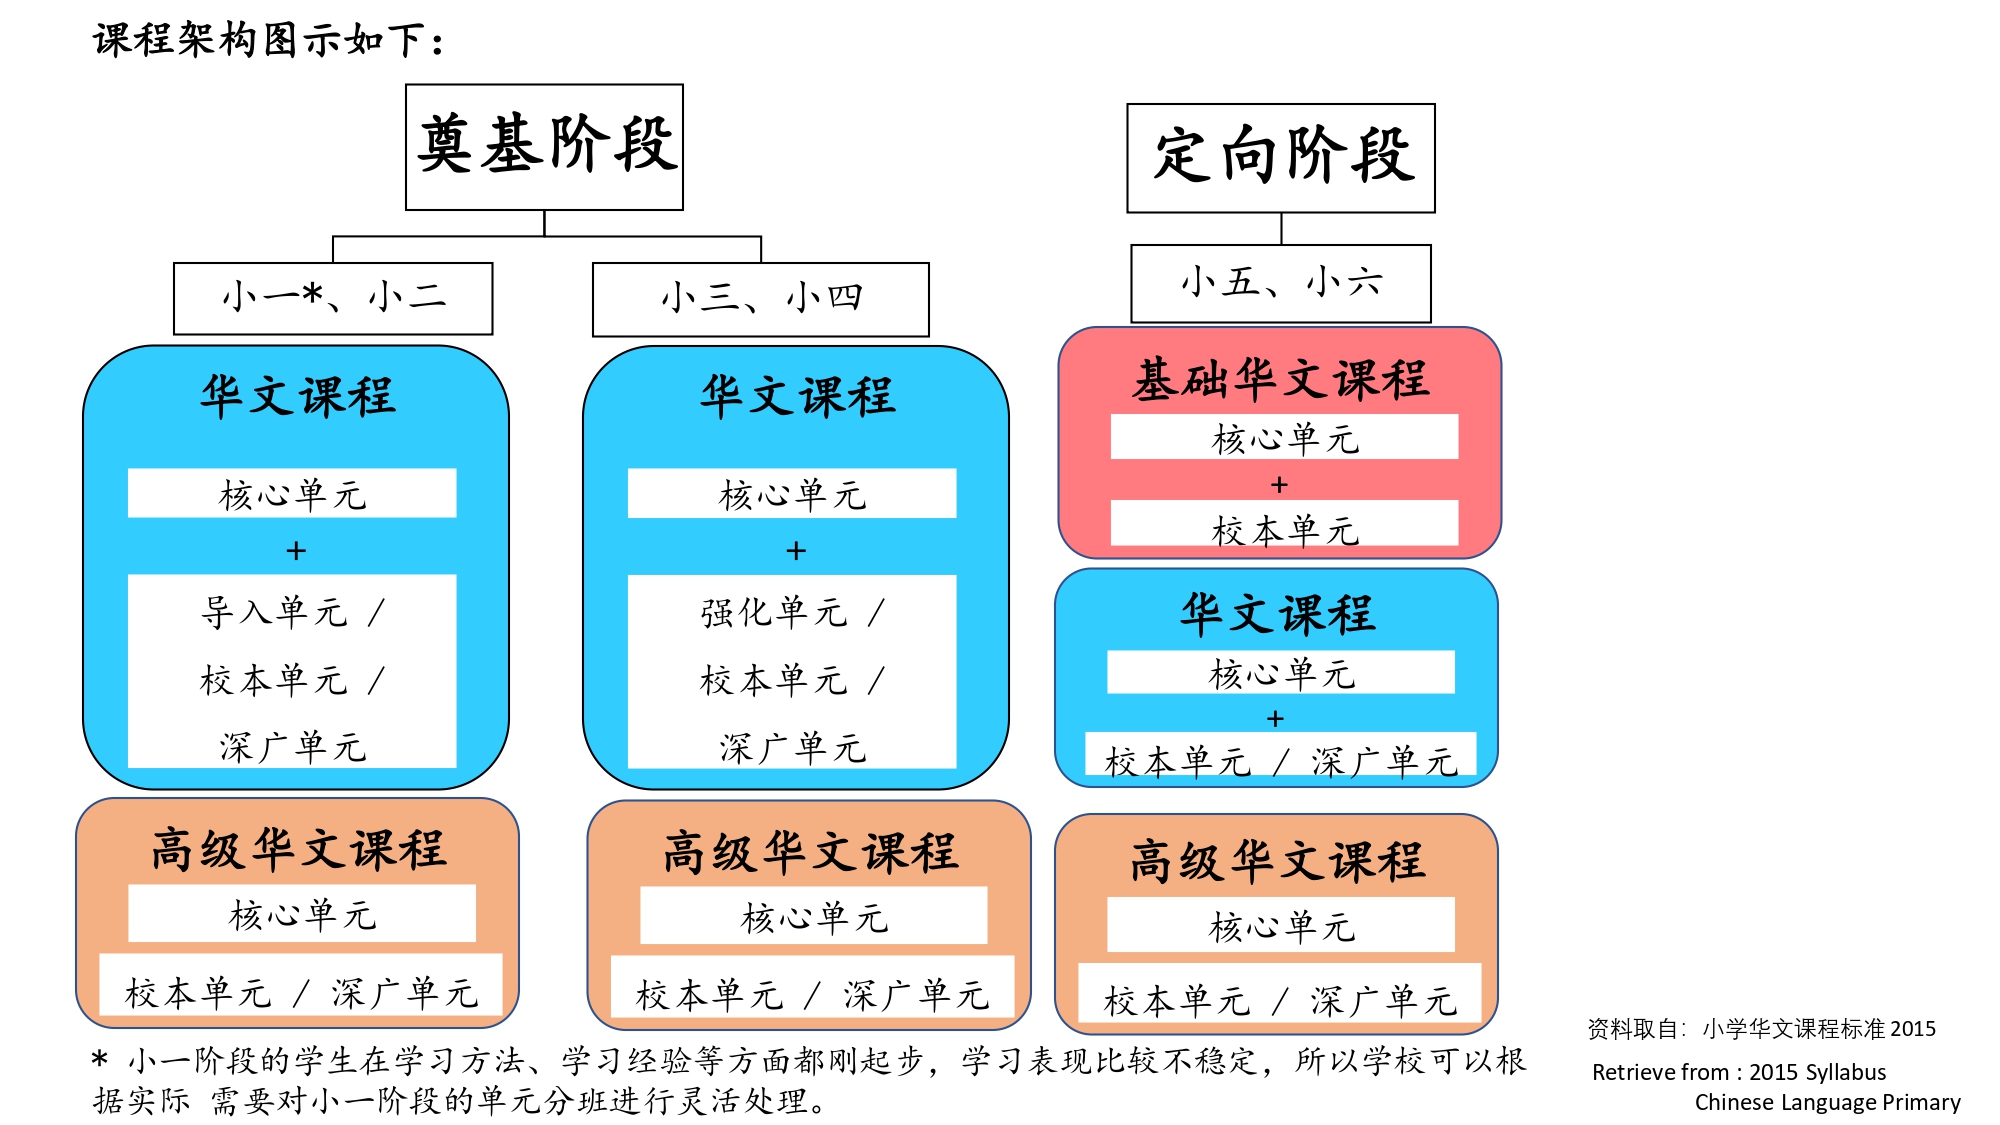 课程架构图示如下：
奠基阶段
小一*、小二
华文课程
核心单元
+
导入单元 /
校本单元 /
深广单元
高级华文课程
核心单元
校本单元 / 深广单元
小三、小四
华文课程
核心单元
+
强化单元 /
校本单元 /
深广单元
高级华文课程
核心单元
校本单元 / 深广单元
定向阶段
小五、小六
基础华文课程
核心单元
+
校本单元
华文课程
核心单元
+
校本单元 / 深广单元
高级华文课程
核心单元
校本单元 / 深广单元
* 小一阶段的学生在学习方法、学习经验等方面都刚起步，学习表现比较不稳定，所以学校可以根
据实际 需要对小一阶段的单元分班进行灵活处理。
资料取自：小学华文课程标准 2015
Retrieve from : 2015 Syllabus
Chinese Language Primary